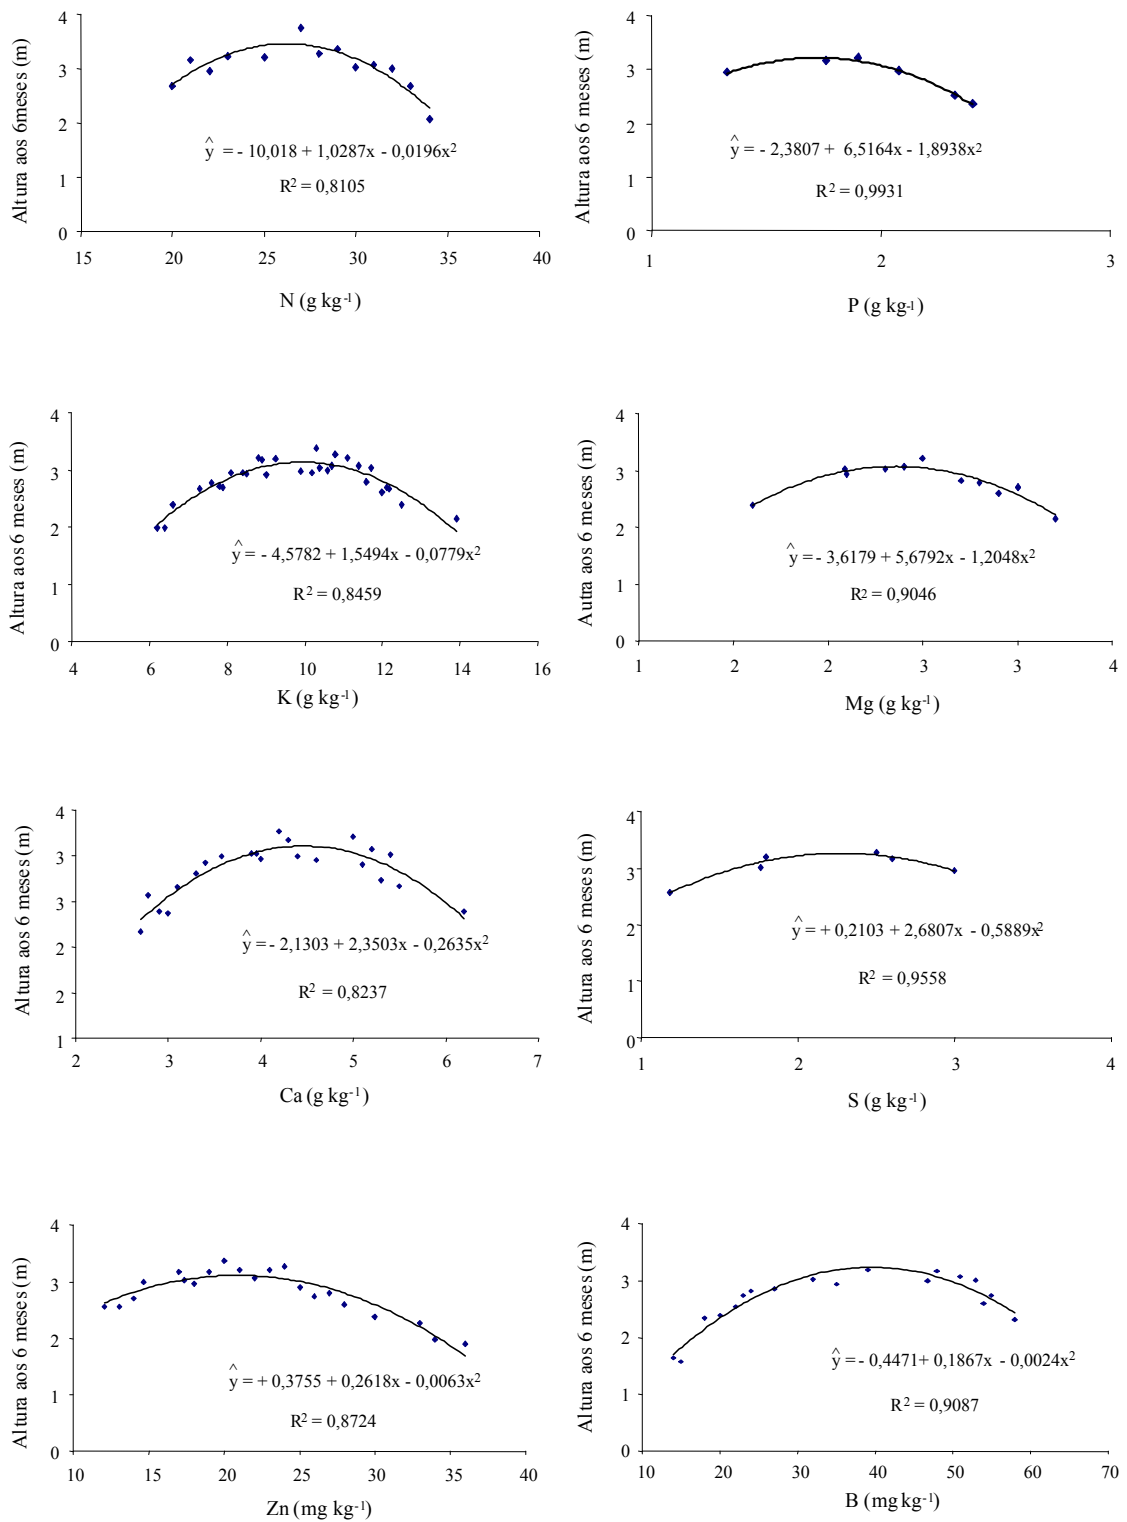 4
3
2
1
0
Altura aos 6meses (m)
ŷ = - 10,018 + 1,0287x - 0,0196x²
R² = 0,8105
15 20 25 30 35 40
N (g kg⁻¹)
4
3
2
1
0
Altura aos 6 meses (m)
ŷ = - 2,3807 + 6,5164x - 1,8938x²
R² = 0,9931
1 2 3
P (g kg⁻¹)
4
3
2
1
0
Altura aos 6 meses (m)
ŷ = - 4,5782 + 1,5494x - 0,0779x²
R² = 0,8459
4 6 8 10 12 14 16
K (g kg⁻¹)
4
3
2
1
0
Autra aos 6 meses (m)
ŷ = - 3,6179 + 5,6792x - 1,2048x²
R2 = 0,9046
1 2 2 3 3 4
Mg (g kg⁻¹)
4
3
3
2
2
1
Altura aos 6 meses (m)
ŷ = - 2,1303 + 2,3503x - 0,2635x²
R² = 0,8237
2 3 4 5 6 7
Ca (g kg⁻¹)
4
3
2
1
0
Altura aos 6 meses (m)
ŷ = + 0,2103 + 2,6807x - 0,5889x²
R² = 0,9558
1 2 3 4
S (g kg⁻¹)
4
3
2
1
0
Altura aos 6 meses (m)
ŷ = + 0,3755 + 0,2618x - 0,0063x²
R² = 0,8724
10 15 20 25 30 35 40
Zn (mg kg⁻¹)
4
3
2
1
0
Altura aos 6 meses (m)
ŷ = - 0,4471+ 0,1867x - 0,0024x²
R² = 0,9087
10 20 30 40 50 60 70
B (mg kg⁻¹)